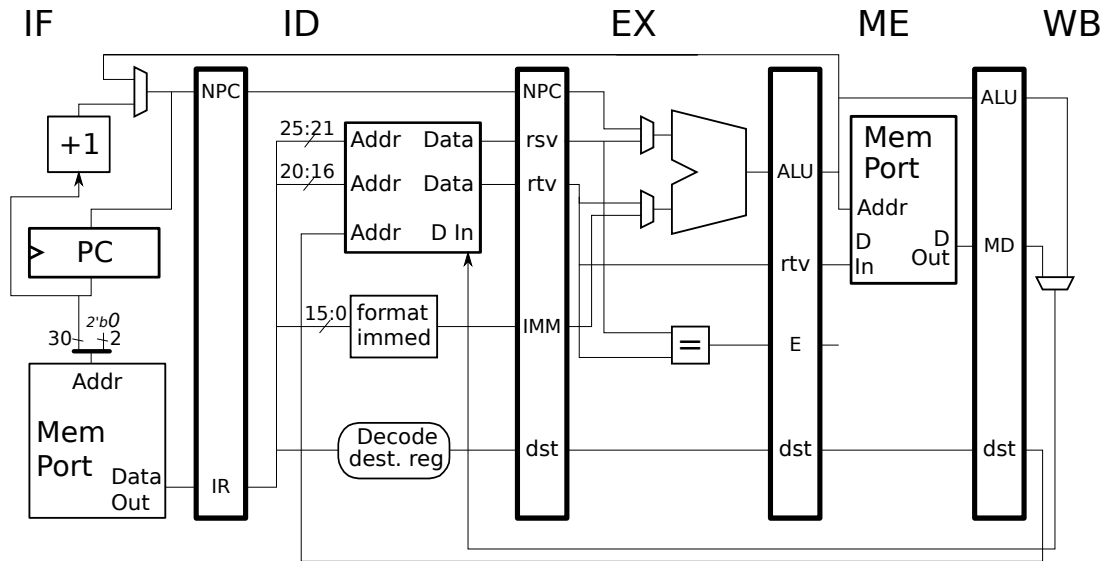 IF
ID
EX
ME
WB
+1
PC
30
2'b0
2
Addr
Mem
Port
Data
Out
NPC
IR
25:21
20:16
Addr
Data
Addr
Data
Addr
D In
15:0
format
immed
Decode
dest. reg
NPC
rsv
rtv
IMM
dst
=
ALU
rtv
E
dst
Mem
Port
Addr
D
In
D
Out
ALU
MD
dst